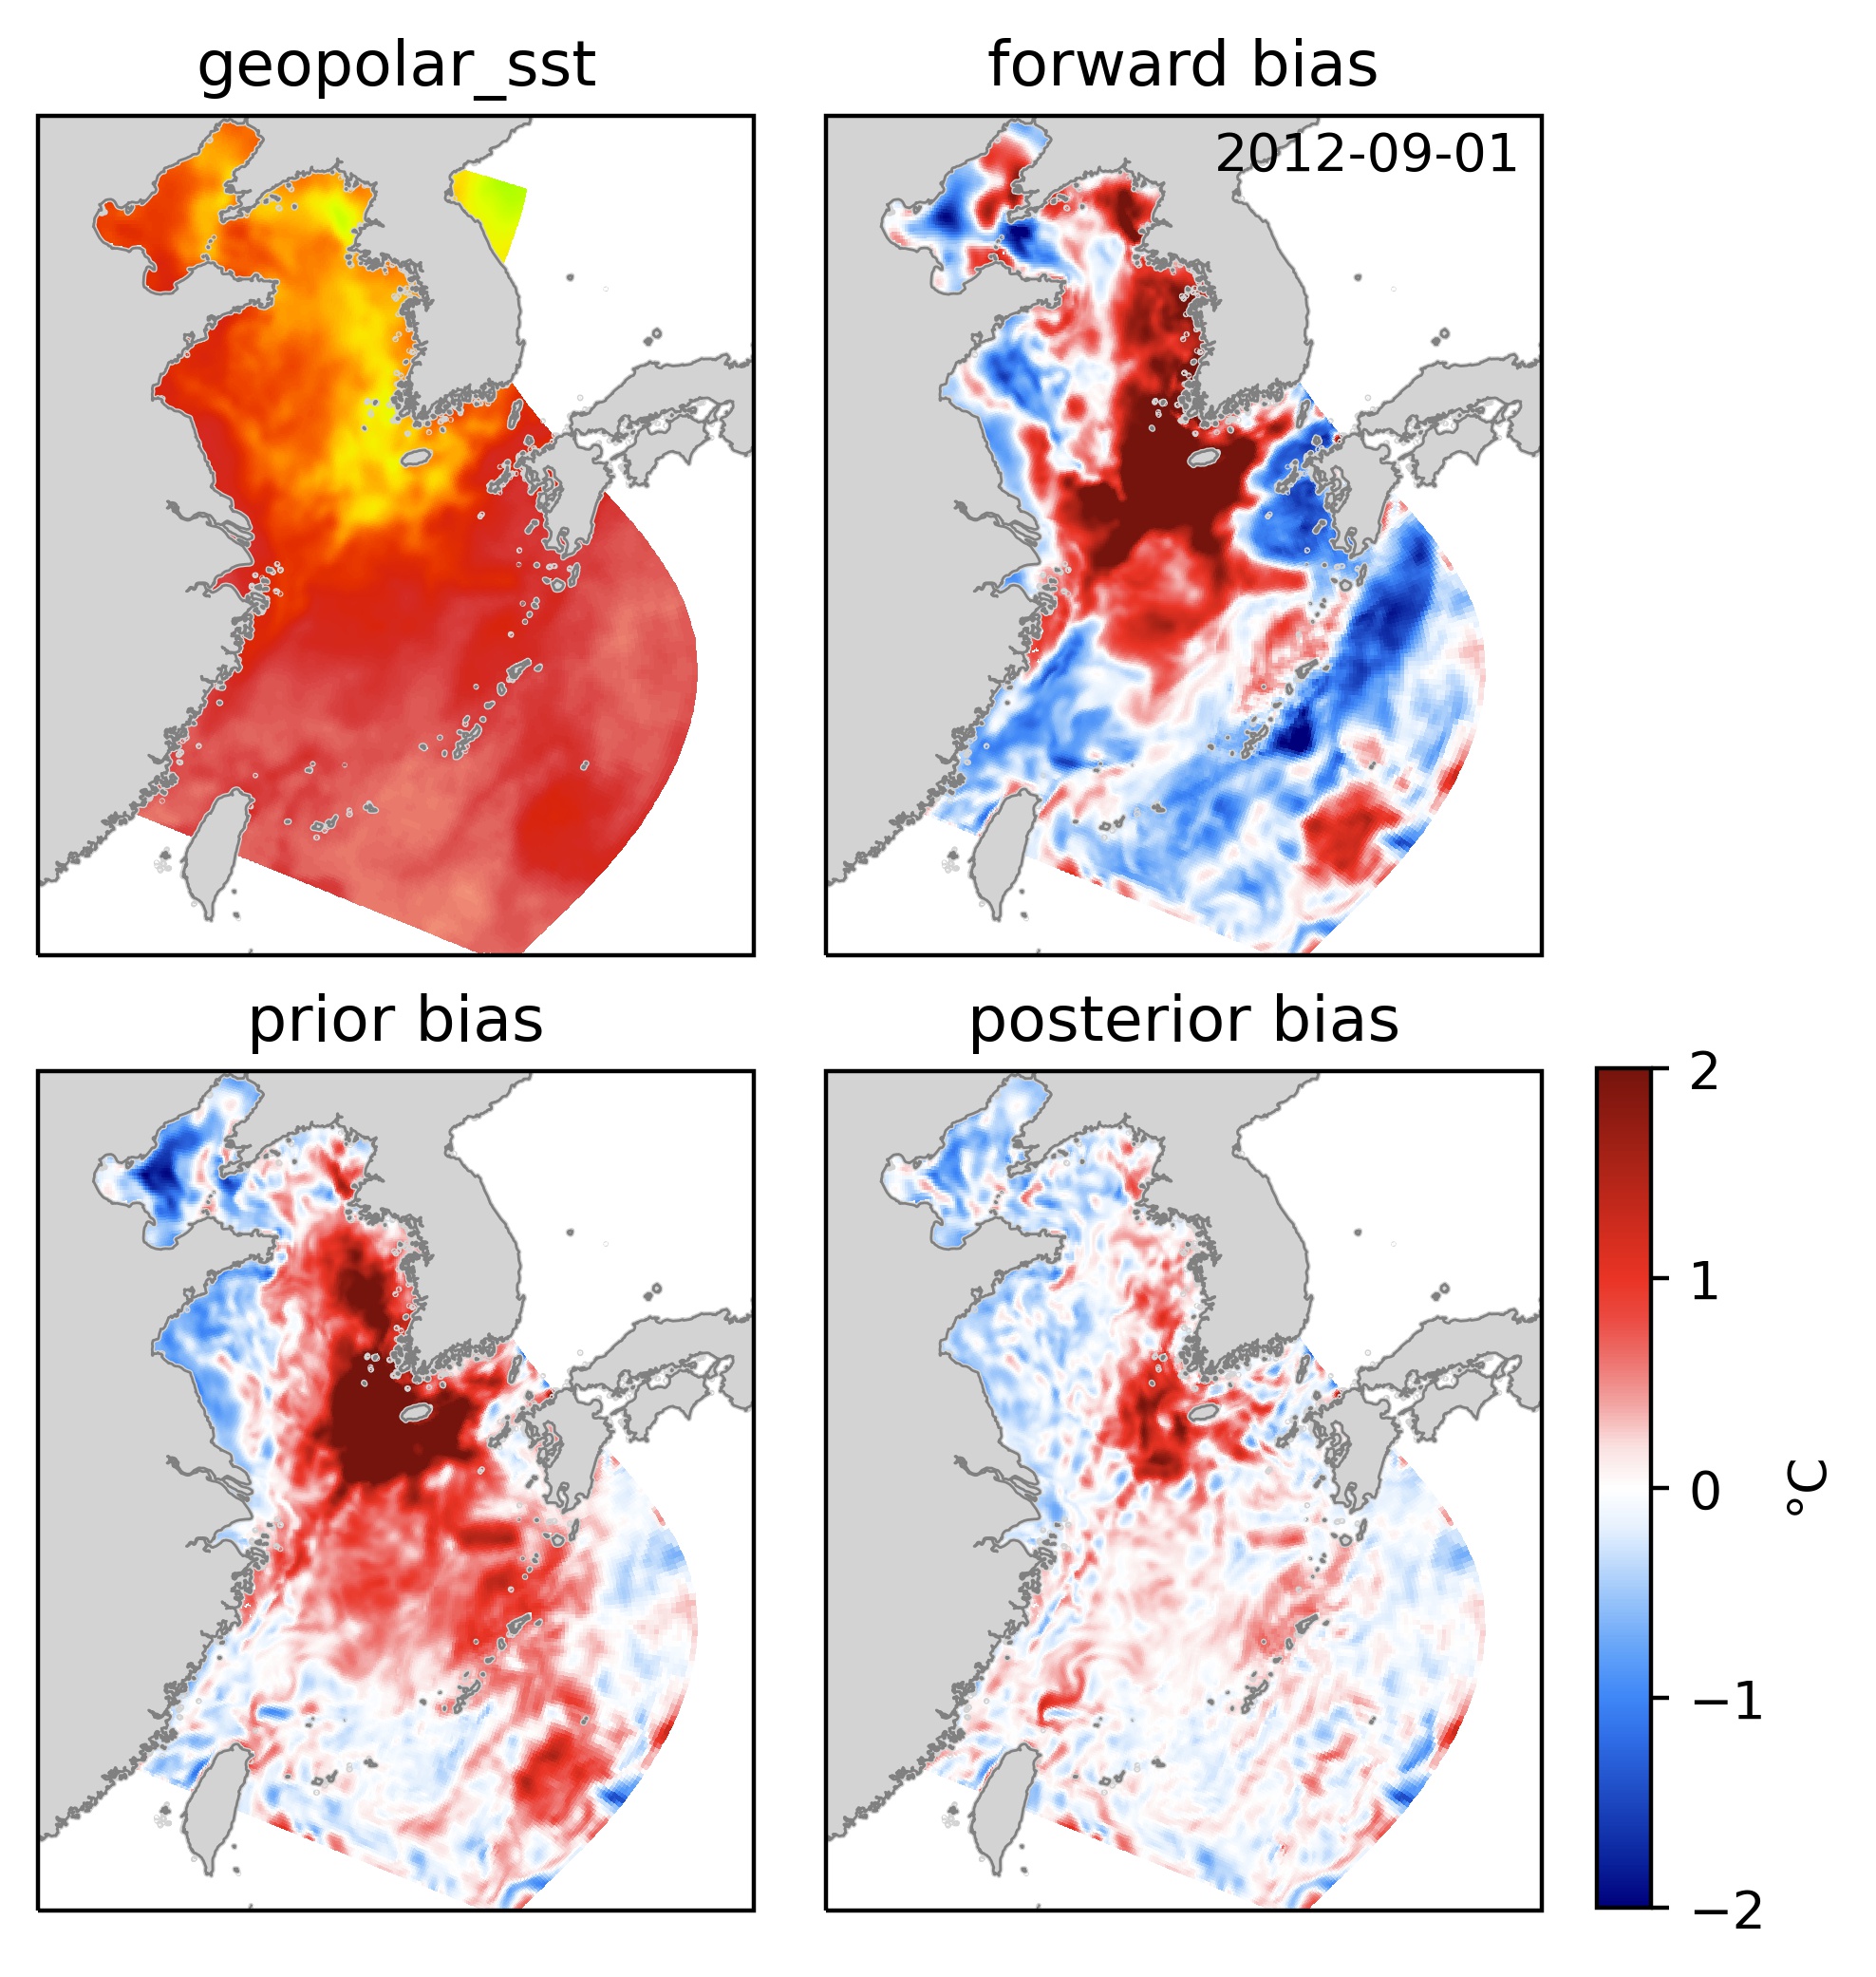 geopolar_sst
forward bias
2012-09-01
prior bias
posterior bias
2
1
0
−1
−2
°C